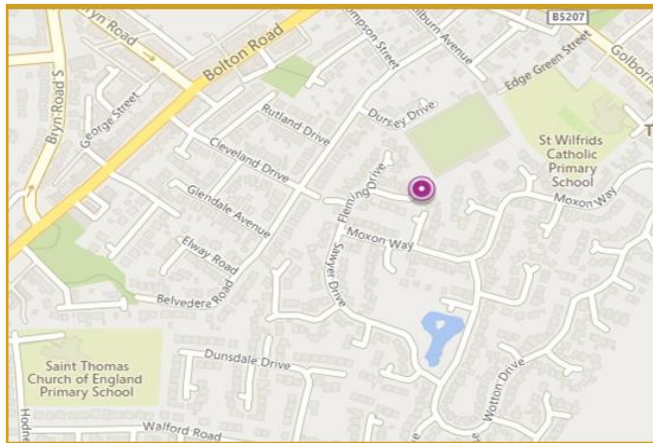 Bryn Road
B5207
Bolton Road
Golborn
Edge Green Street
Bryn Road S
George Street
Rutland Drive
Dursley Drive
St Wilfrids
Catholic
Primary
School
Cleveland Drive
Fleming Drive
Moxon Way
Glendale Avenue
Moxon Way
Elway Road
Sawyer Drive
Belvedere Road
Saint Thomas
Church of England
Primary School
Dunsdale Drive
Wotton Drive
Walford Road